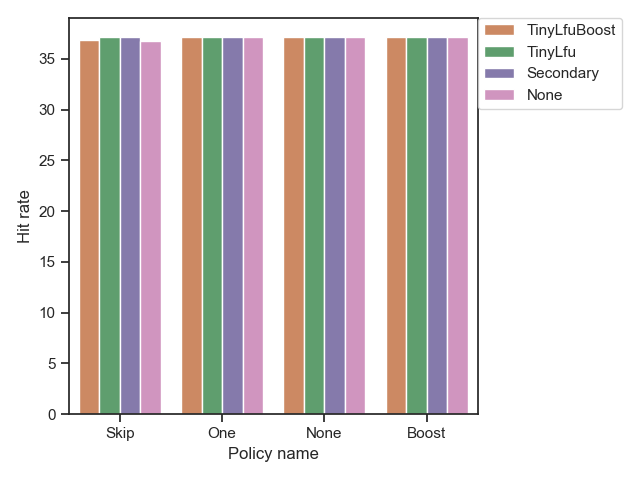 TinyLfuBoost
TinyLfu
Secondary
None
Hit rate
35
30
25
20
15
10
5
0
Skip One None Boost
Policy name